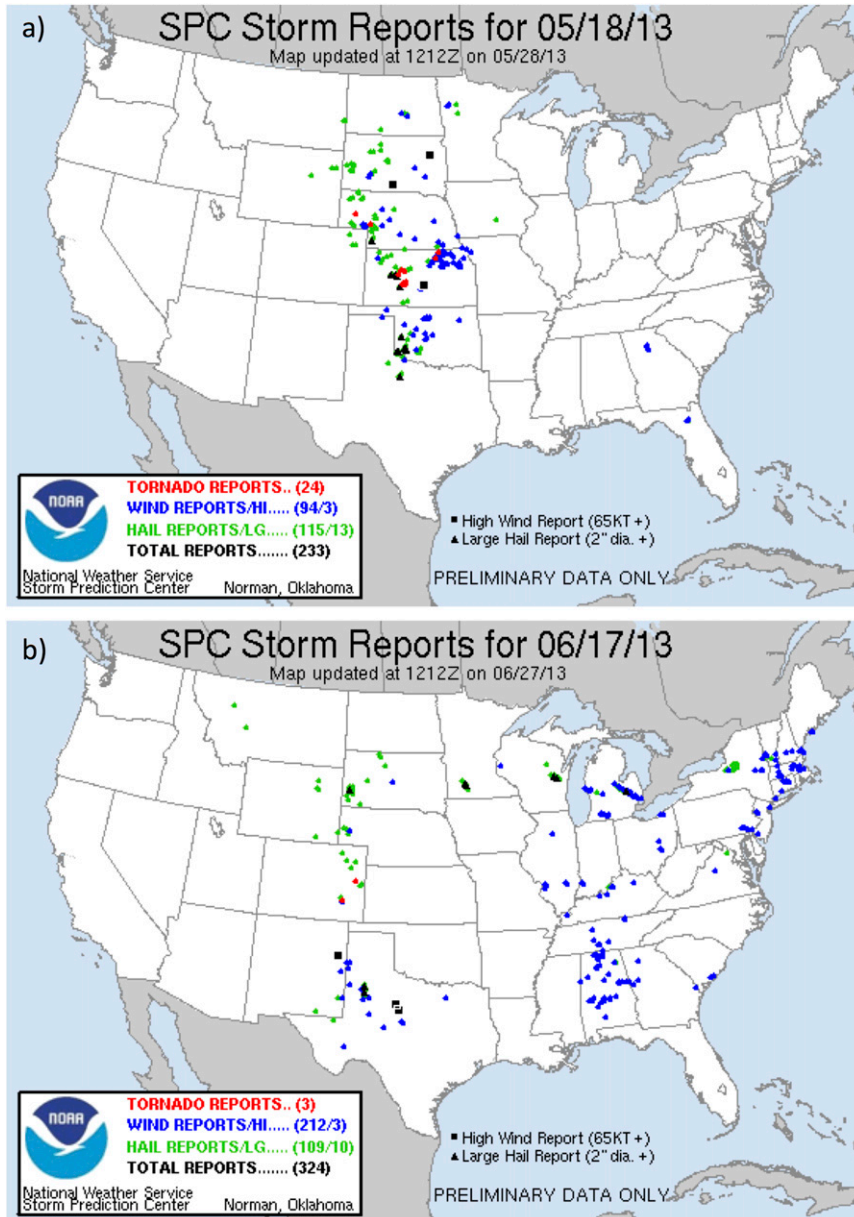 a)
SPC Storm Reports for 05/18/13
Map updated at 1212Z on 05/28/13
NOAA
TORNADO REPORTS.. (24)
WIND REPORTS/HI..... (94/3)
HAIL REPORTS/LG..... (115/13)
TOTAL REPORTS....... (233)
National Weather Service
Storm Prediction Center Norman, Oklahoma
High Wind Report (65KT +)
Large Hail Report (2" dia. +)
PRELIMINARY DATA ONLY
b)
SPC Storm Reports for 06/17/13
Map updated at 1212Z on 06/27/13
NOAA
TORNADO REPORTS.. (3)
WIND REPORTS/HI..... (212/3)
HAIL REPORTS/LG..... (109/10)
TOTAL REPORTS....... (324)
National Weather Service
Storm Prediction Center Norman, Oklahoma
High Wind Report (65KT +)
Large Hail Report (2" dia. +)
PRELIMINARY DATA ONLY